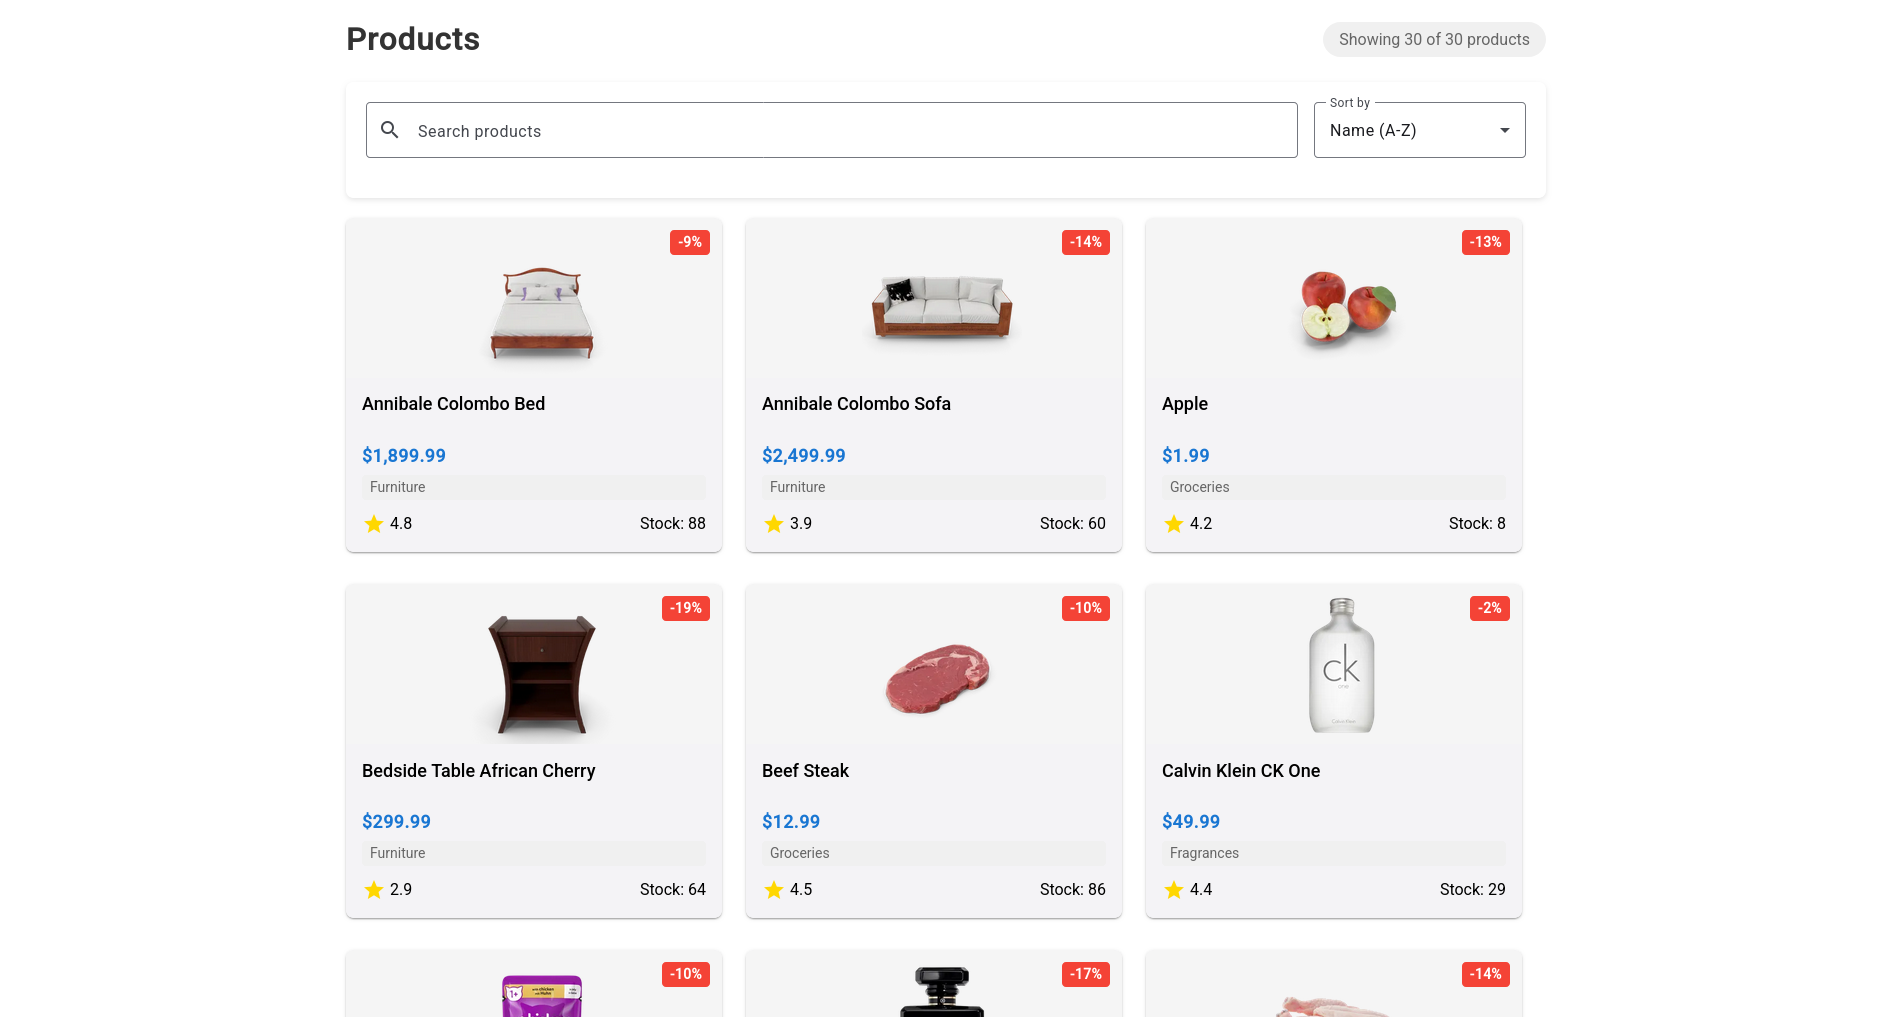 Products
Showing 30 of 30 products
Search products
Sort by
Name (A-Z)
-9%
Annibale Colombo Bed
$1,899.99
Furniture
4.8
Stock: 88
-14%
Annibale Colombo Sofa
$2,499.99
Furniture
3.9
Stock: 60
-13%
Apple
$1.99
Groceries
4.2
Stock: 8
-19%
Bedside Table African Cherry
$299.99
Furniture
2.9
Stock: 64
-10%
Beef Steak
$12.99
Groceries
4.5
Stock: 86
-2%
ck
one
Calvin Klein
Calvin Klein CK One
$49.99
Fragrances
4.4
Stock: 29
-10%
1+
-17%
-14%